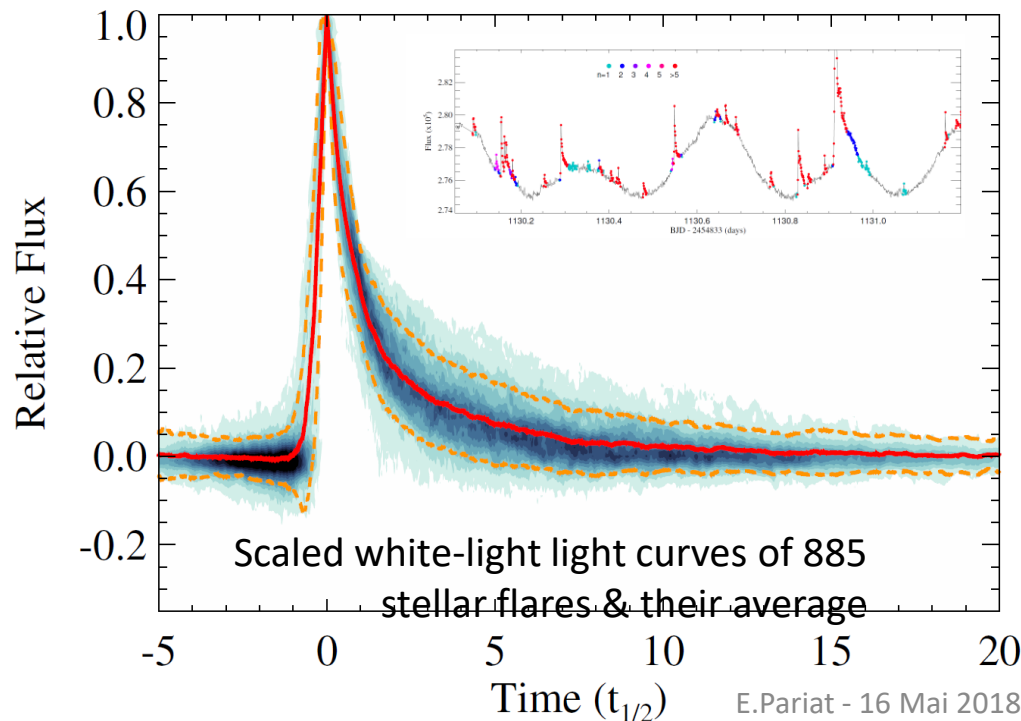 1.0
0.8
0.6
0.4
0.2
0.0
-0.2
Relative Flux
n=1 2 3 4 5 >5
2.82
2.80
2.78
2.76
2.74
Flux (x 10⁵)
1130.2 1130.4 1130.6 1130.8 1131.0
BJD - 2454833 (days)
Scaled white-light light curves of 885
stellar flares & their average
-5 0 5 10 15 20
Time (t1/2)
E.Pariat - 16 Mai 2018